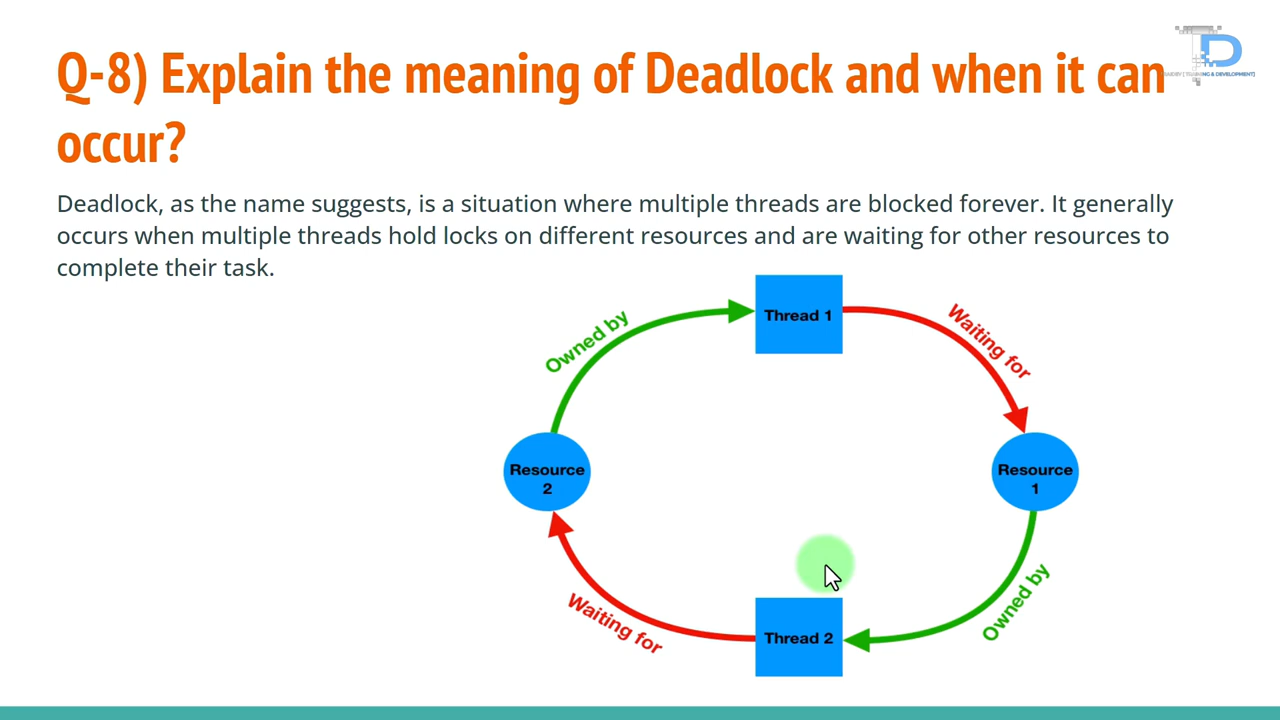 Q-8) Explain the meaning of Deadlock and when it can
occur?
Deadlock, as the name suggests, is a situation where multiple threads are blocked forever. It generally
occurs when multiple threads hold locks on different resources and are waiting for other resources to
complete their task.
Thread 1
Owned by
Waiting for
Resource
2
Resource
1
Waiting for
Owned by
Thread 2